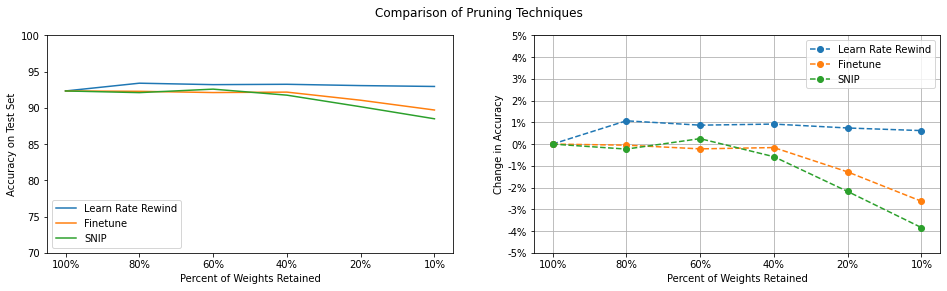 Comparison of Pruning Techniques
100
95
90
85
80
75
70
Accuracy on Test Set
Learn Rate Rewind
Finetune
SNIP
100%
80%
60%
40%
20%
10%
Percent of Weights Retained
5%
4%
3%
2%
1%
0%
-1%
-2%
-3%
-4%
-5%
Change in Accuracy
Learn Rate Rewind
Finetune
SNIP
100%
80%
60%
40%
20%
10%
Percent of Weights Retained